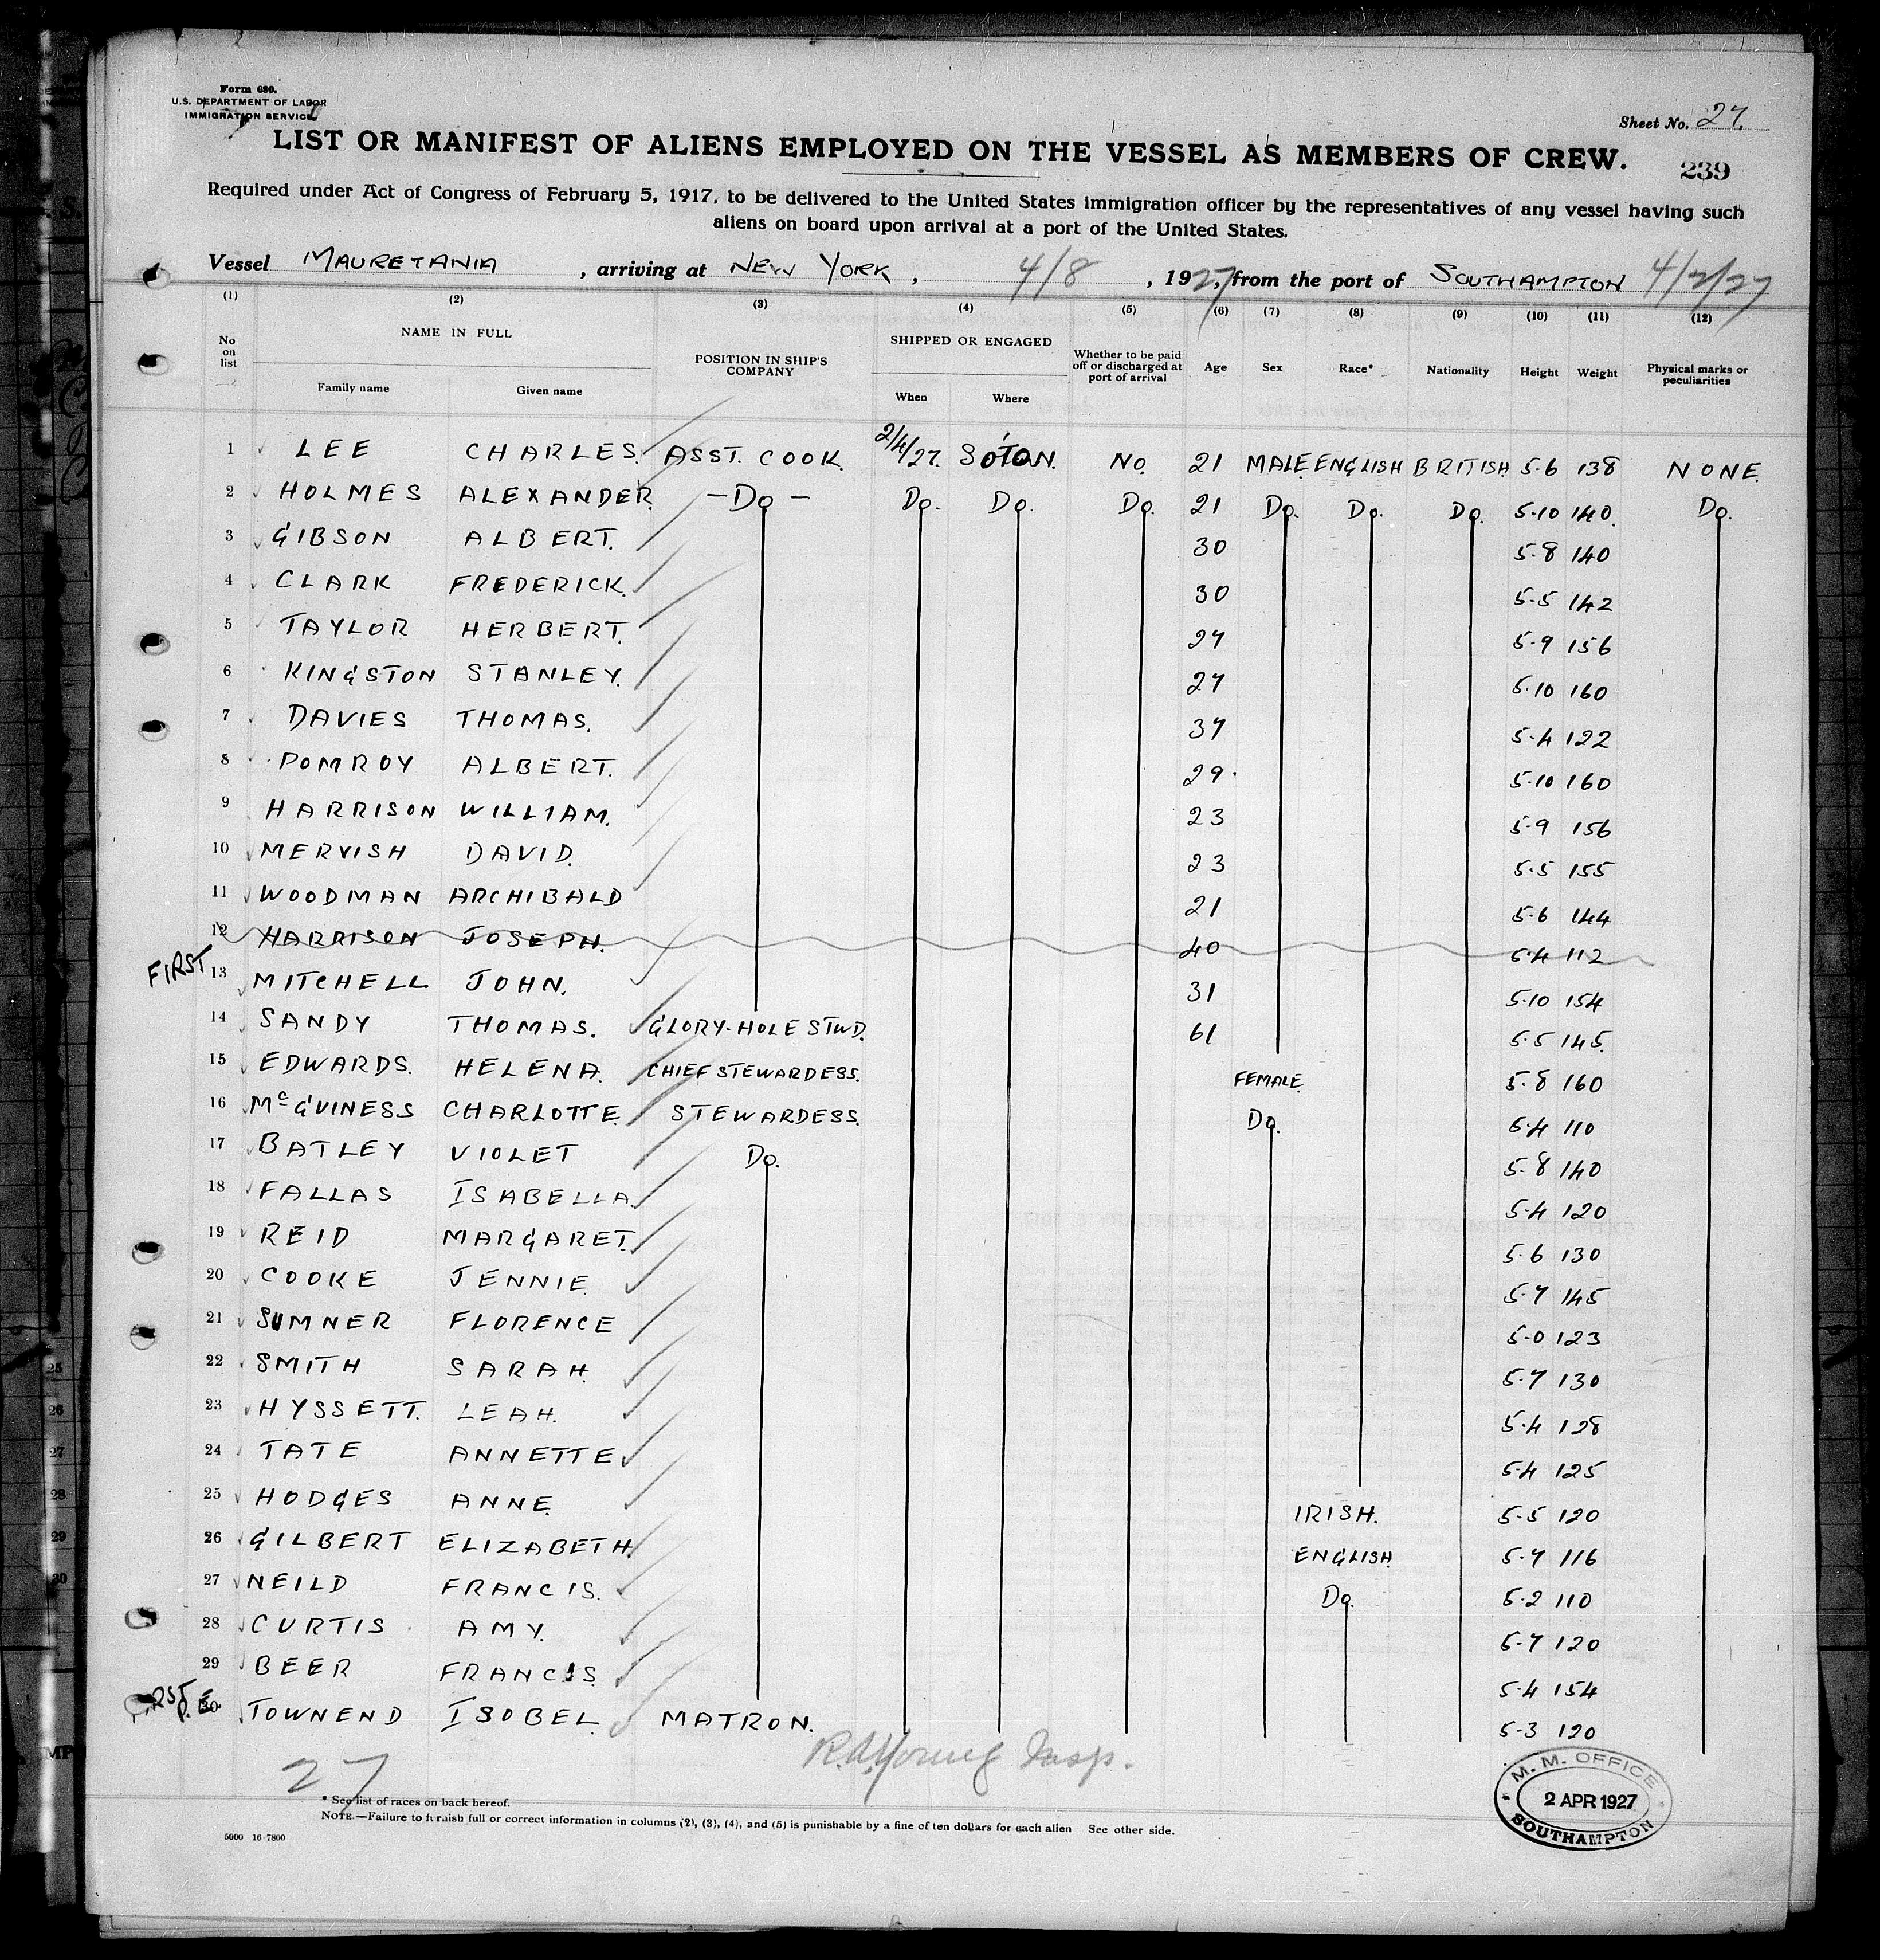 Form 680.
U.S. DEPARTMENT OF LABOR
IMMIGRATION SERVICE
Sheet No. 27.
LIST OR MANIFEST OF ALIENS EMPLOYED ON THE VESSEL AS MEMBERS OF CREW.
239
Required under Act of Congress of February 5, 1917, to be delivered to the United States immigration officer by the representatives of any vessel having such
aliens on board upon arrival at a port of the United States.
Vessel MAURETANIA, arriving at NEW YORK, 4/8, 1927, from the port of SOUTHAMPTON 4/2/27
(1) (2) (3) (4) (5) (6) (7) (8) (9) (10) (11) (12)
No on list NAME IN FULL Family name Given name POSITION IN SHIP'S COMPANY SHIPPED OR ENGAGED When Where Whether to be paid off or discharged at port of arrival Age Sex Race* Nationality Height Weight Physical marks or peculiarities
1 LEE CHARLES. ASST. COOK. 2/4/27. SO'TON. NO. 21 MALE ENGLISH BRITISH 5-6 138 NONE.
2 HOLMES ALEXANDER. -Do- Do. Do. Do. 21 Do. Do. Do. 5-10 140. Do.
3 GIBSON ALBERT. 30 5-8 140
4 CLARK FREDERICK. 30 5-5 142
5 TAYLOR HERBERT. 27 5-9 156
6 KINGSTON STANLEY. 27 5-10 160
7 DAVIES THOMAS. 37 5-4 122
8 POMROY ALBERT. 29. 5-10 160
9 HARRISON WILLIAM. 23 5-9 156
10 MERVISH DAVID. 23 5-5 155
11 WOODMAN ARCHIBALD 21 5-6 144
12 HARRISON JOSEPH. 40 5-4 112
FIRST 13 MITCHELL JOHN. 31 5-10 154
14 SANDY THOMAS. GLORY-HOLE STWD. 61 5-5 145.
15 EDWARDS. HELENA. CHIEF STEWARDESS. FEMALE. 5-8 160
16 McGUINESS CHARLOTTE. STEWARDESS. Do. 5-4 110
17 BATLEY VIOLET Do. 5-8 140
18 FALLAS ISABELLA. 5-4 120
19 REID MARGARET. 5-6 130
20 COOKE JENNIE. 5-7 145
21 SUMNER FLORENCE 5-0 123
22 SMITH SARAH. 5-7 130
23 HYSSETT. LEAH. 5-4 128
24 TATE ANNETTE 5-4 125
25 HODGES ANNE. IRISH. 5-5 120
26 GILBERT ELIZABETH. ENGLISH. 5-7 116
27 NEILD FRANCIS. Do. 5-2 110
28 CURTIS AMY. 5-7 120
29 BEER FRANCIS. 5-4 154
30 TOWNEND ISOBEL. MATRON. 5-3 120
27
R.A. Young Insp.
* See list of races on back hereof.
NOTE.—Failure to furnish full or correct information in columns (2), (3), (4), and (5) is punishable by a fine of ten dollars for each alien See other side.
5000 16-7800
M. M. OFFICE
2 APR 1927
SOUTHAMPTON